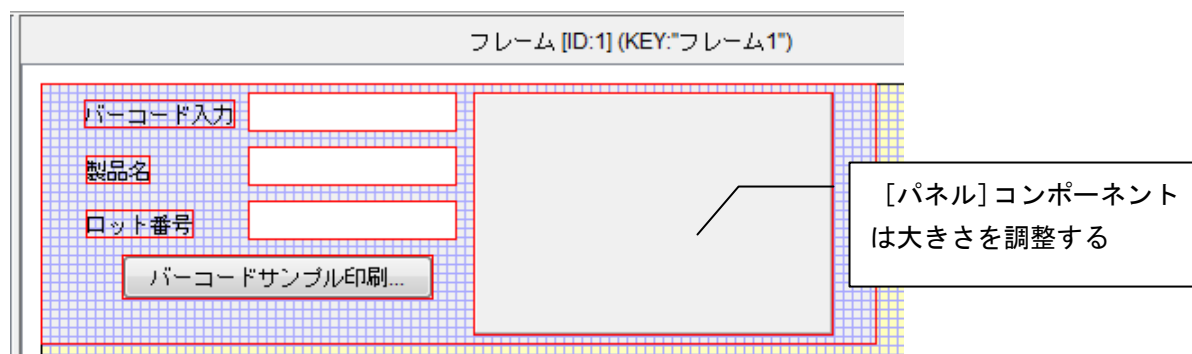 フレーム [ID:1] (KEY:"フレーム1")
バーコード入力
製品名
ロット番号
バーコードサンプル印刷...
［パネル］コンポーネント
は大きさを調整する